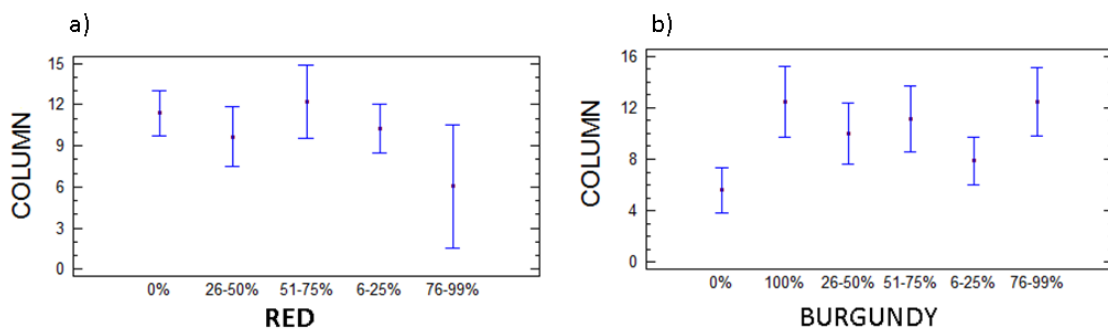 a)
COLUMN
15
12
9
6
3
0
0% 26-50% 51-75% 6-25% 76-99%
RED
b)
COLUMN
16
12
8
4
0
0% 100% 26-50% 51-75% 6-25% 76-99%
BURGUNDY